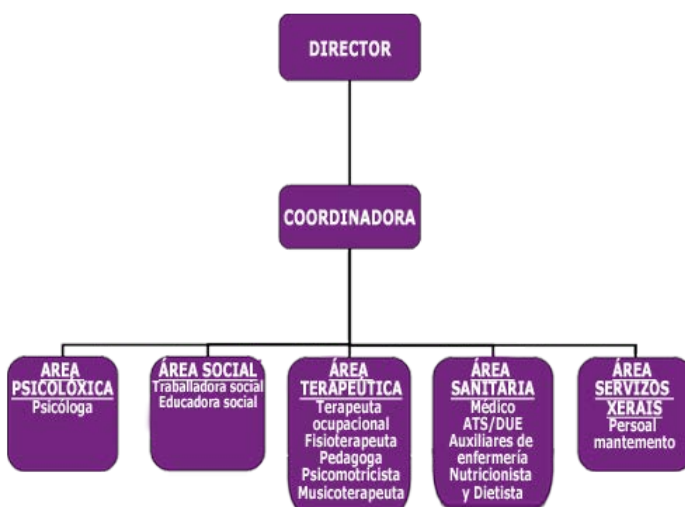 DIRECTOR
COORDINADORA
AREA
PSICOLÓXICA
Psicóloga
ÁREA SOCIAL
Traballadora social
Educadora social
ÁREA
TERAPEÚTICA
Terapeuta
ocupacional
Fisioterapeuta
Pedagoga
Psicomotricista
Musicoterapeuta
ÁREA
SANITARIA
Médico
ATS/DUE
Auxiliares de
enfermería
Nutricionista
y Dietista
ÁREA
SERVIZOS
XERAIS
Persoal
mantemento